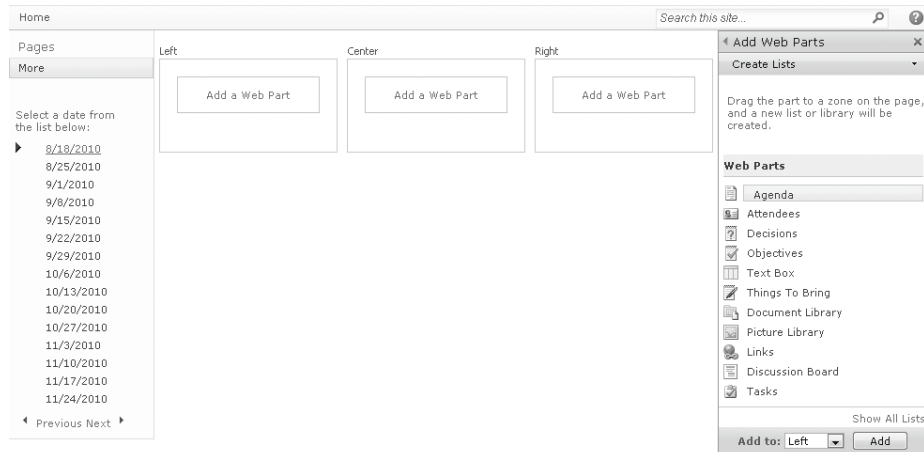 Home
Search this site...
Pages
More
Select a date from
the list below:
8/18/2010
8/25/2010
9/1/2010
9/8/2010
9/15/2010
9/22/2010
9/29/2010
10/6/2010
10/13/2010
10/20/2010
10/27/2010
11/3/2010
11/10/2010
11/17/2010
11/24/2010
Previous Next
Left
Add a Web Part
Center
Add a Web Part
Right
Add a Web Part
Add Web Parts
Create Lists
Drag the part to a zone on the page,
and a new list or library will be
created.
Web Parts
Agenda
Attendees
Decisions
Objectives
Text Box
Things To Bring
Document Library
Picture Library
Links
Discussion Board
Tasks
Show All Lists
Add to: Left Add